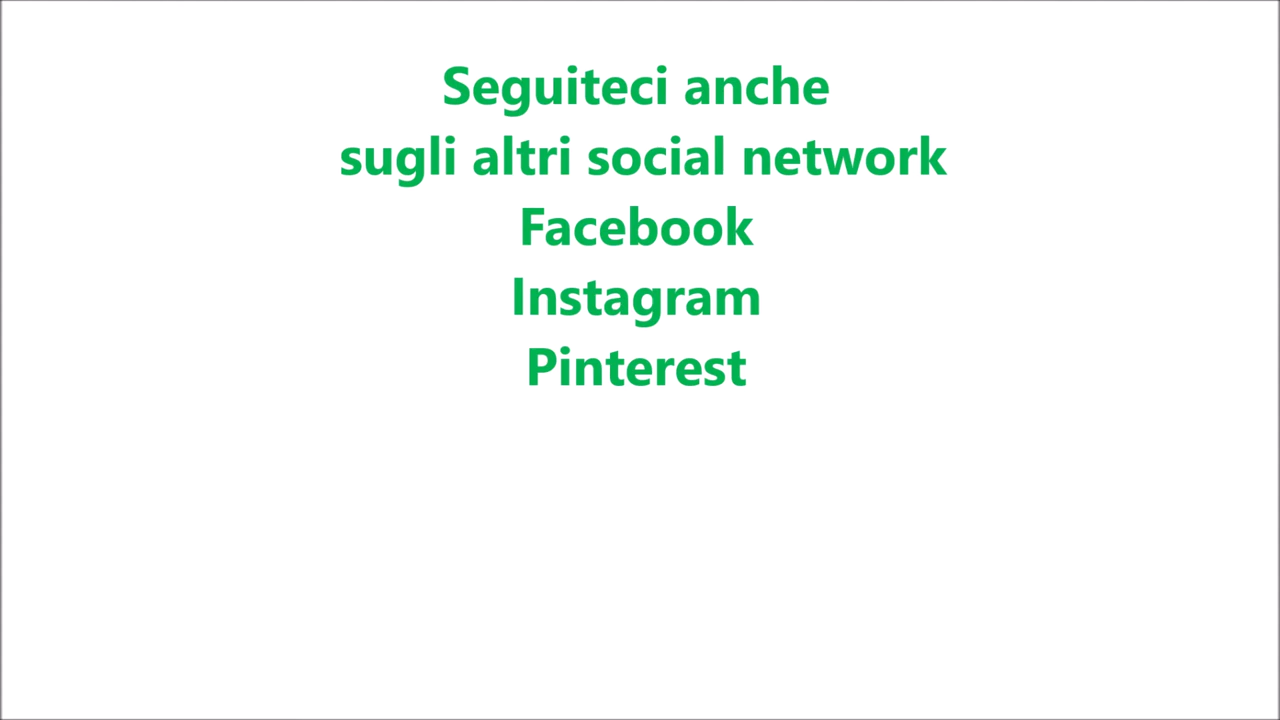 Seguiteci anche
sugli altri social network
Facebook
Instagram
Pinterest